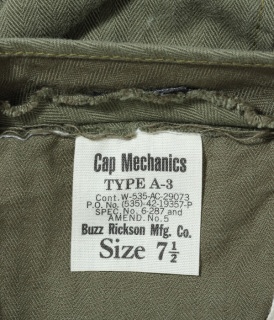 Cap Mechanics
TYPE A-3
Cont. W-535-AC-29073
P.O. No. (535)-42-19357-P
SPEC. No. 6-287 and
AMEND. No. 5
Buzz Rickson Mfg. Co.
Size 7½